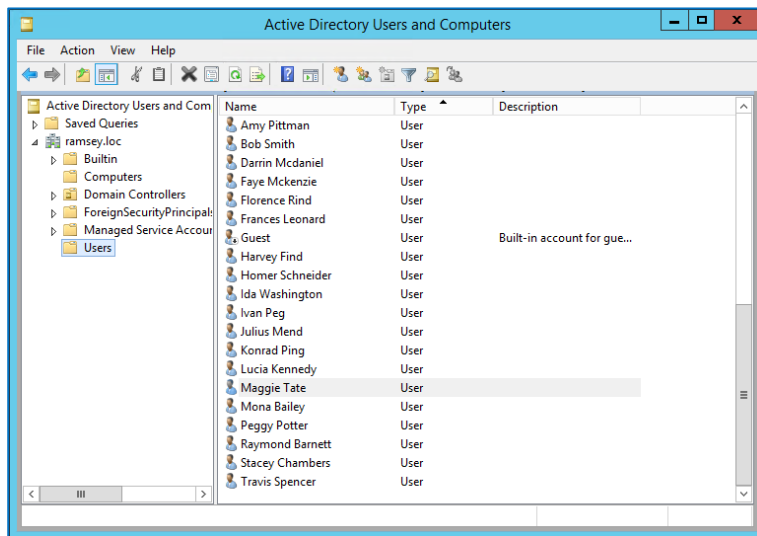 Active Directory Users and Computers
File Action View Help
Active Directory Users and Com
Saved Queries
ramsey.loc
Builtin
Computers
Domain Controllers
ForeignSecurityPrincipals
Managed Service Accour
Users
Name Type Description
Amy Pittman User
Bob Smith User
Darrin Mcdaniel User
Faye Mckenzie User
Florence Rind User
Frances Leonard User
Guest User Built-in account for gue...
Harvey Find User
Homer Schneider User
Ida Washington User
Ivan Peg User
Julius Mend User
Konrad Ping User
Lucia Kennedy User
Maggie Tate User
Mona Bailey User
Peggy Potter User
Raymond Barnett User
Stacey Chambers User
Travis Spencer User